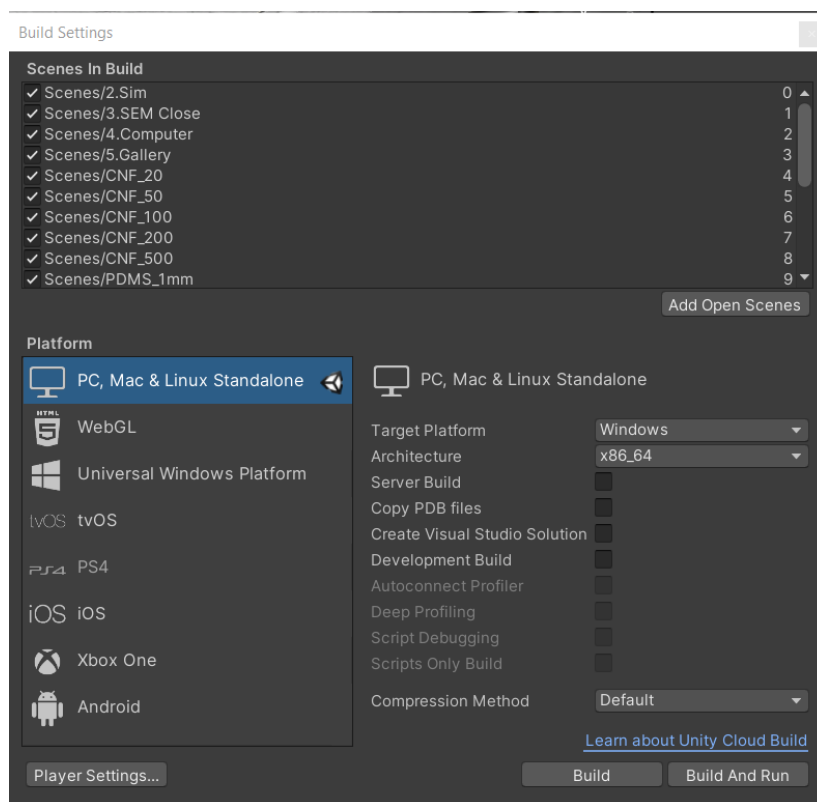 Build Settings
x
Scenes In Build
Scenes/2.Sim 0
Scenes/3.SEM Close 1
Scenes/4.Computer 2
Scenes/5.Gallery 3
Scenes/CNF_20 4
Scenes/CNF_50 5
Scenes/CNF_100 6
Scenes/CNF_200 7
Scenes/CNF_500 8
Scenes/PDMS_1mm 9
Add Open Scenes
Platform
PC, Mac & Linux Standalone
HTML 5 WebGL
Universal Windows Platform
tvOS tvOS
PS4 PS4
iOS iOS
Xbox One
Android
PC, Mac & Linux Standalone
Target Platform Windows
Architecture x86_64
Server Build
Copy PDB files
Create Visual Studio Solution
Development Build
Autoconnect Profiler
Deep Profiling
Script Debugging
Scripts Only Build
Compression Method Default
Learn about Unity Cloud Build
Player Settings... Build Build And Run